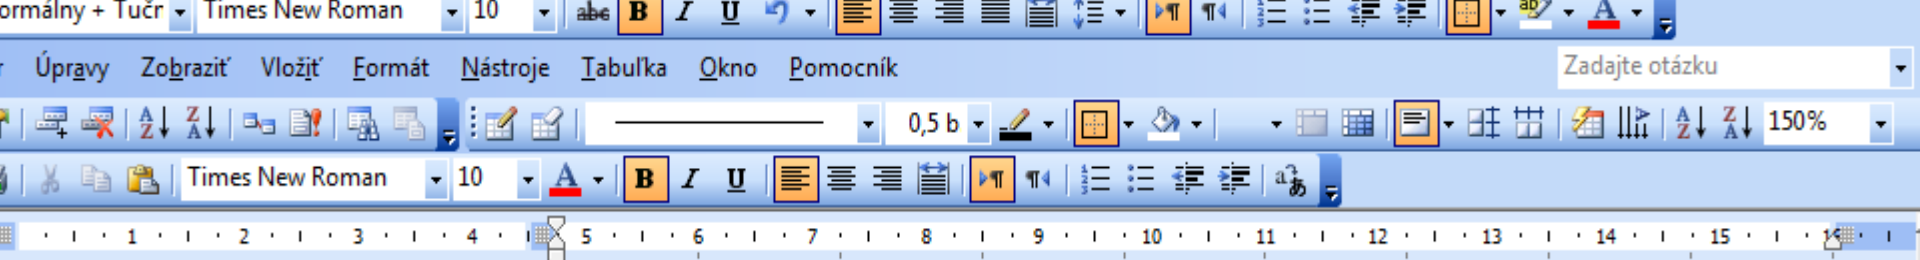 ormálny + Tučr Times New Roman 10 abc B I U
Úpravy Zobraziť Vložiť Formát Nástroje Tabuľka Okno Pomocník Zadajte otázku
0,5 b 150%
Times New Roman 10 A B I U
1 2 3 4 5 6 7 8 9 10 11 12 13 14 15